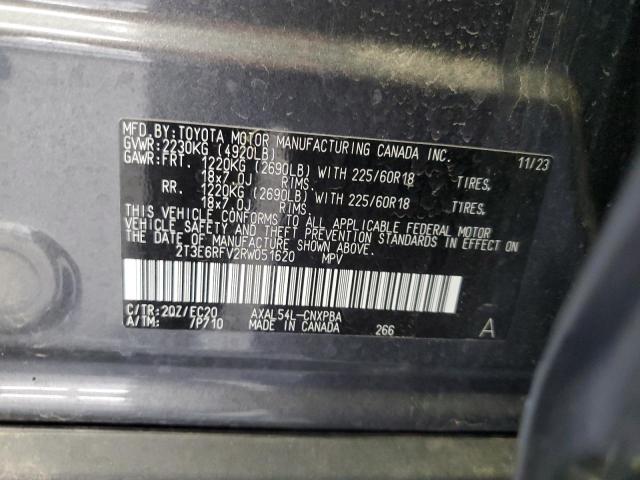 MFD.BY:TOYOTA MOTOR MANUFACTURING CANADA INC. 11/23
GVWR:2230KG (4920LB)
GAWR:FRT. 1220KG (2690LB) WITH 225/60R18 TIRES,
18x7.0J RIMS,
RR. 1220KG (2690LB) WITH 225/60R18 TIRES,
18x7.0J RIMS,
THIS VEHICLE CONFORMS TO ALL APPLICABLE FEDERAL MOTOR
VEHICLE SAFETY AND THEFT PREVENTION STANDARDS IN EFFECT ON
THE DATE OF MANUFACTURE SHOWN ABOVE.
2T3E6RFV2RW051620 MPV
C/TR:2QZ/EC20 AXAL54L-CNXPBA
A/TM: 7P710 MADE IN CANADA 266 A